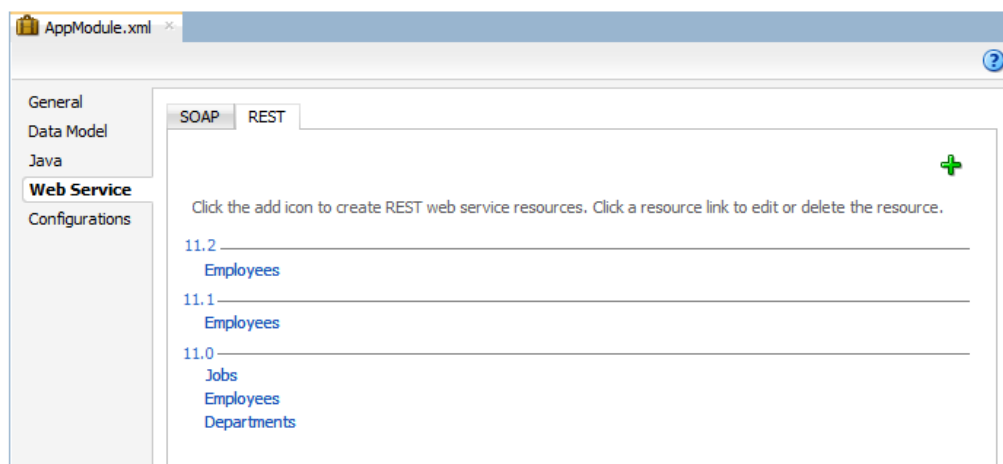 AppModule.xml
General
Data Model
Java
Web Service
Configurations
SOAP REST
Click the add icon to create REST web service resources. Click a resource link to edit or delete the resource.
11.2
Employees
11.1
Employees
11.0
Jobs
Employees
Departments